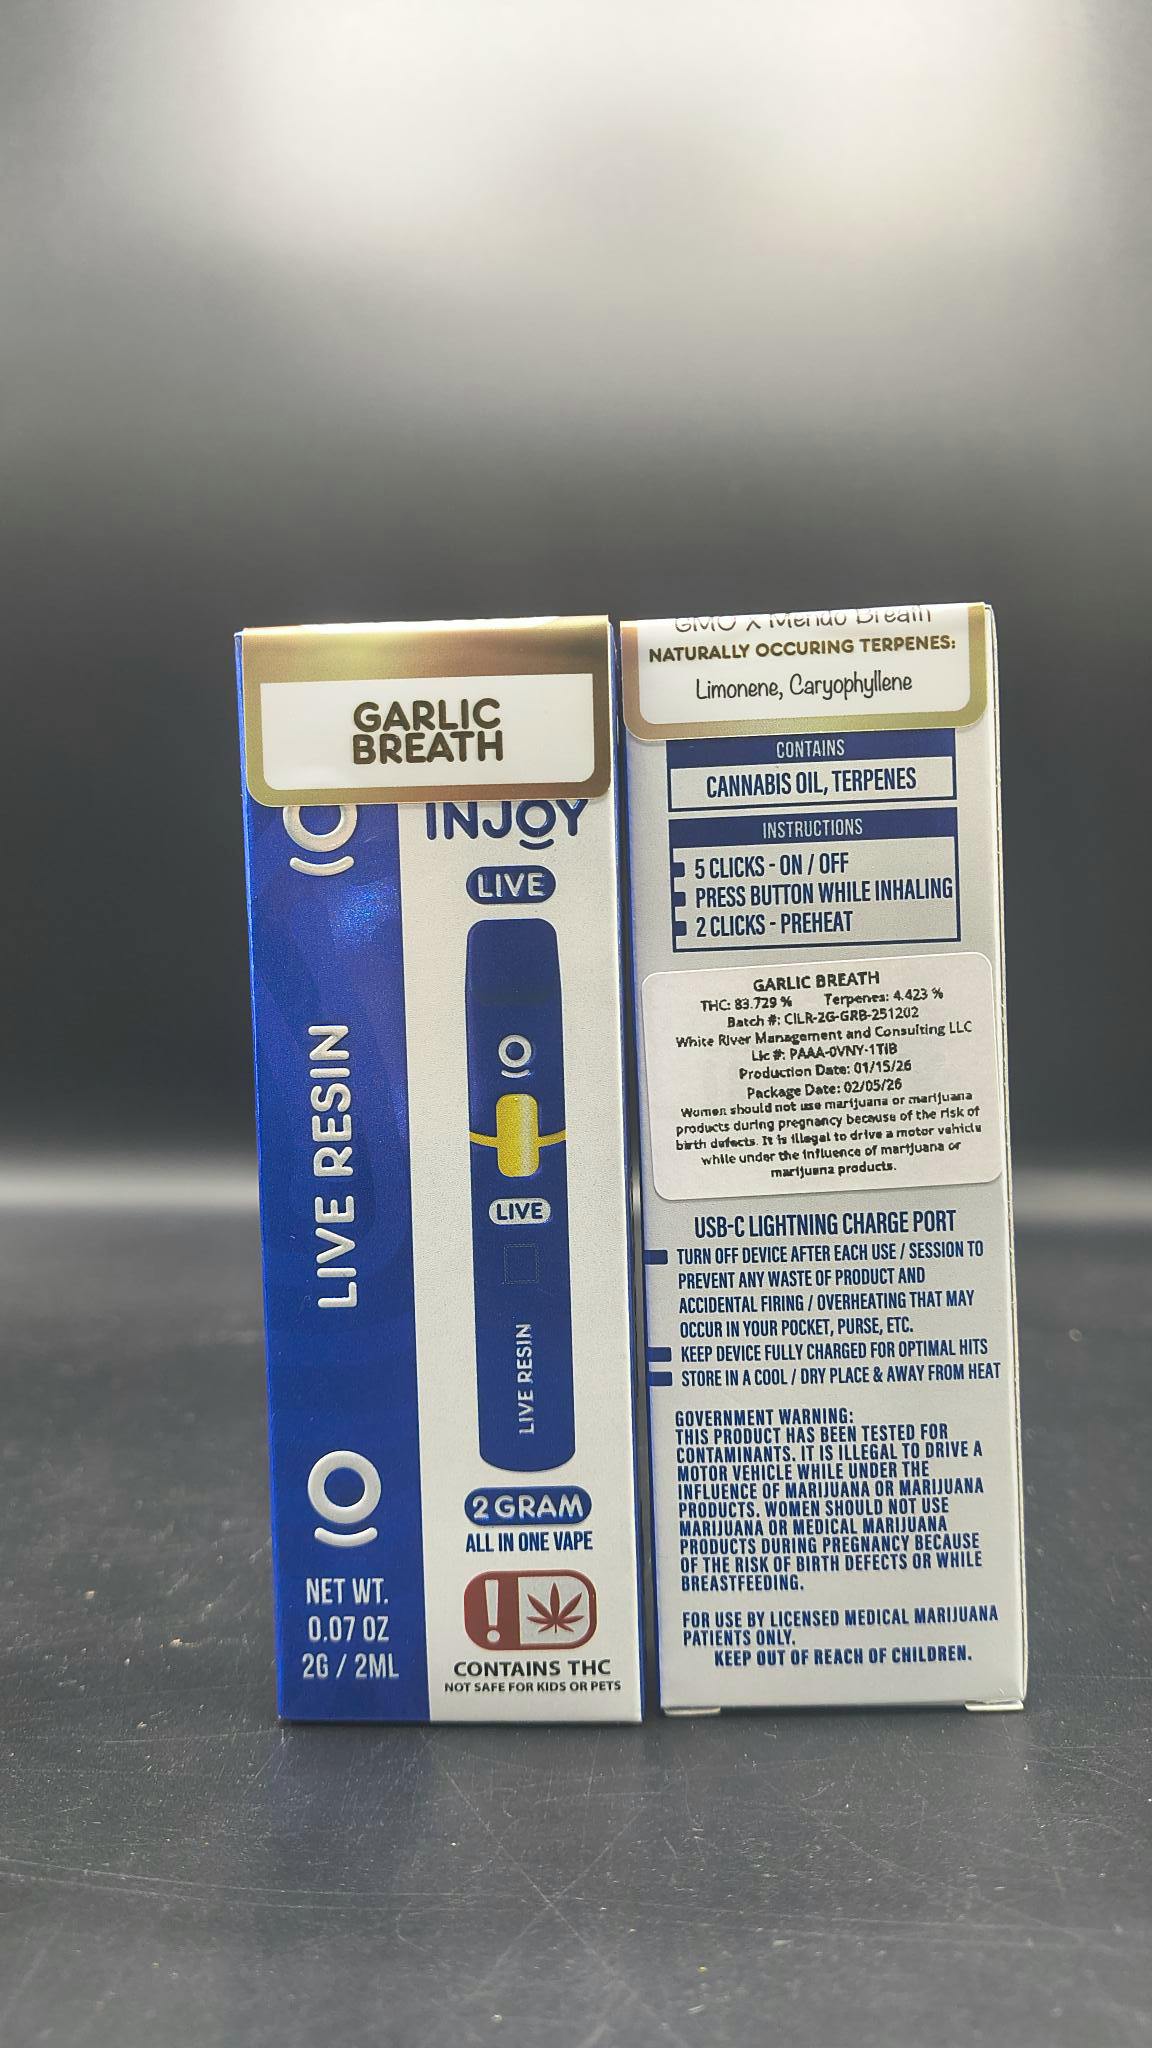 GARLIC
BREATH
INJOY
LIVE
LIVE
LIVE RESIN
2 GRAM
ALL IN ONE VAPE
CONTAINS THC
NOT SAFE FOR KIDS OR PETS
LIVE RESIN
NET WT.
0.07 OZ
2G / 2ML
GMO X Mendo Breath
NATURALLY OCCURING TERPENES:
Limonene, Caryophyllene
CONTAINS
CANNABIS OIL, TERPENES
INSTRUCTIONS
5 CLICKS - ON / OFF
PRESS BUTTON WHILE INHALING
2 CLICKS - PREHEAT
GARLIC BREATH
THC: 83.729 % Terpenes: 4.423 %
Batch #: CILR-2G-GRB-251202
White River Management and Consulting LLC
Lic #: PAAA-0VNY-1TIB
Production Date: 01/15/26
Package Date: 02/05/26
Women should not use marijuana or marijuana
products during pregnancy because of the risk of
birth defects. It is illegal to drive a motor vehicle
while under the influence of marijuana or
marijuana products.
USB-C LIGHTNING CHARGE PORT
TURN OFF DEVICE AFTER EACH USE / SESSION TO
PREVENT ANY WASTE OF PRODUCT AND
ACCIDENTAL FIRING / OVERHEATING THAT MAY
OCCUR IN YOUR POCKET, PURSE, ETC.
KEEP DEVICE FULLY CHARGED FOR OPTIMAL HITS
STORE IN A COOL / DRY PLACE & AWAY FROM HEAT
GOVERNMENT WARNING:
THIS PRODUCT HAS BEEN TESTED FOR
CONTAMINANTS. IT IS ILLEGAL TO DRIVE A
MOTOR VEHICLE WHILE UNDER THE
INFLUENCE OF MARIJUANA OR MARIJUANA
PRODUCTS. WOMEN SHOULD NOT USE
MARIJUANA OR MEDICAL MARIJUANA
PRODUCTS DURING PREGNANCY BECAUSE
OF THE RISK OF BIRTH DEFECTS OR WHILE
BREASTFEEDING.
FOR USE BY LICENSED MEDICAL MARIJUANA
PATIENTS ONLY.
KEEP OUT OF REACH OF CHILDREN.